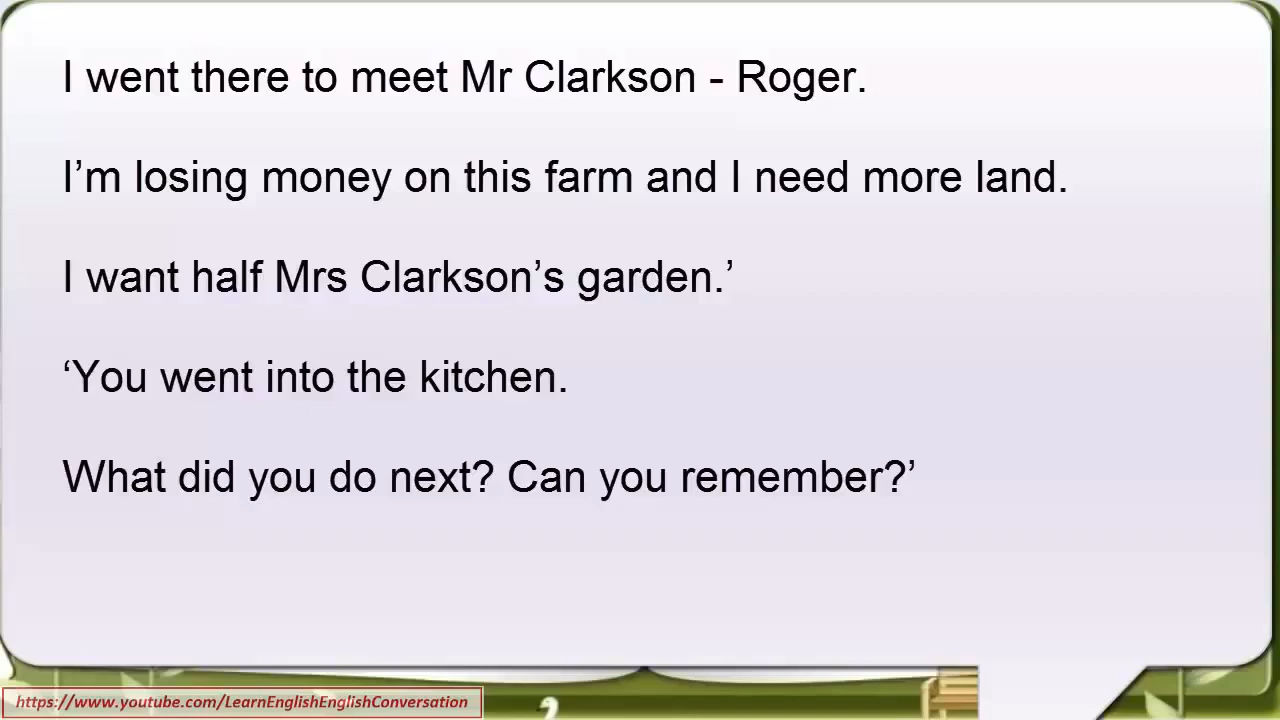 I went there to meet Mr Clarkson - Roger.
I’m losing money on this farm and I need more land.
I want half Mrs Clarkson’s garden.’
‘You went into the kitchen.
What did you do next? Can you remember?’
https://www.youtube.com/LearnEnglishEnglishConversation